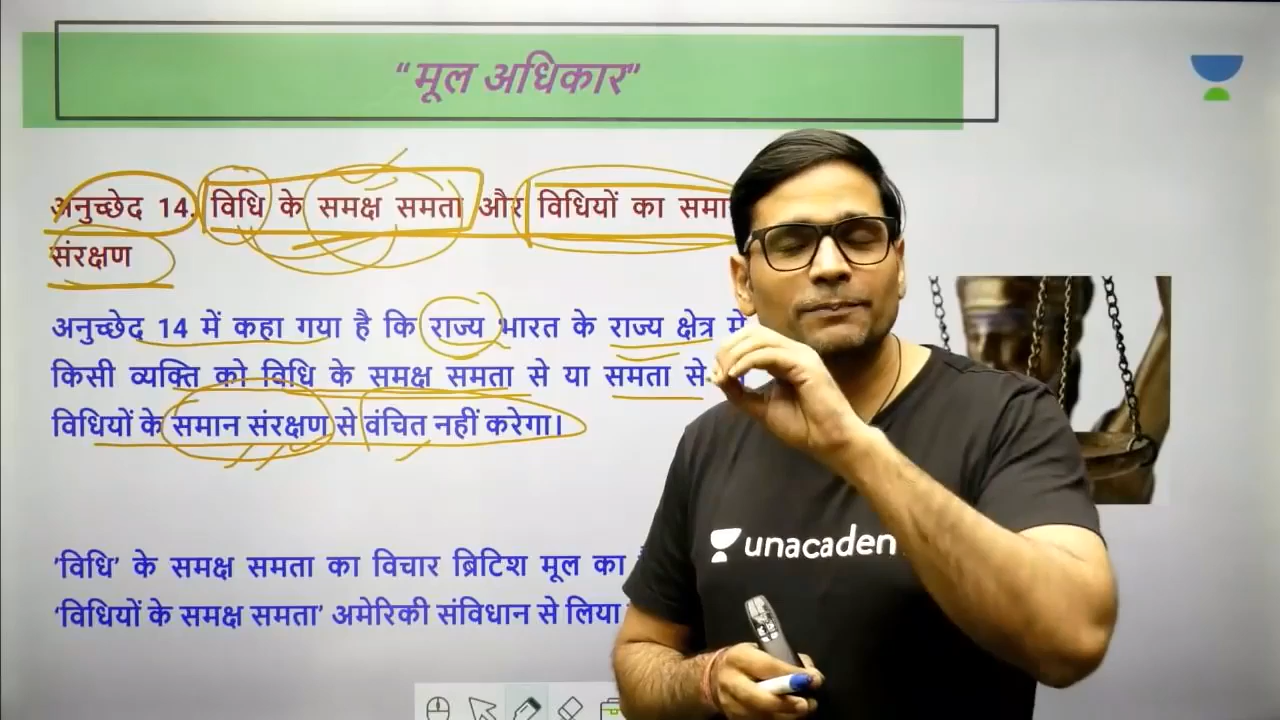 “मूल अधिकार”
अनुच्छेद 14. विधि के समक्ष समता और विधियों का
संरक्षण
अनुच्छेद 14 में कहा गया है कि राज्य भारत के राज्य क्षेत्र में
किसी व्यक्ति को विधि के समक्ष समता से या समता से
विधियों के समान संरक्षण से वंचित नहीं करेगा।
'विधि' के समक्ष समता का विचार ब्रिटिश मूल का
'विधियों के समक्ष समता' अमेरिकी संविधान से लिया
unacaden